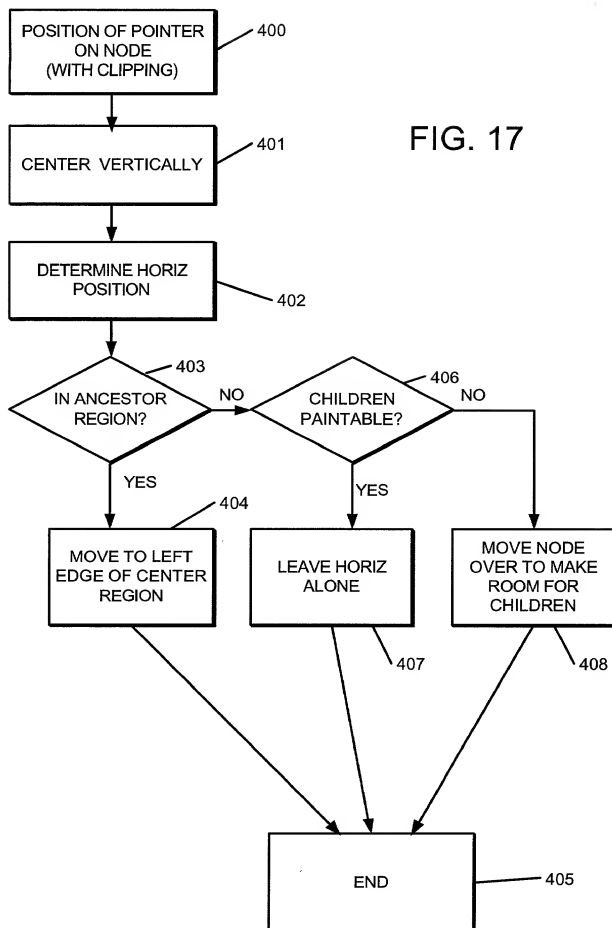 POSITION OF POINTER
ON NODE
(WITH CLIPPING)
400
FIG. 17
CENTER VERTICALLY
401
DETERMINE HORIZ
POSITION
402
IN ANCESTOR
REGION?
403
NO
YES
CHILDREN
PAINTABLE?
406
NO
YES
MOVE TO LEFT
EDGE OF CENTER
REGION
404
LEAVE HORIZ
ALONE
407
MOVE NODE
OVER TO MAKE
ROOM FOR
CHILDREN
408
END
405